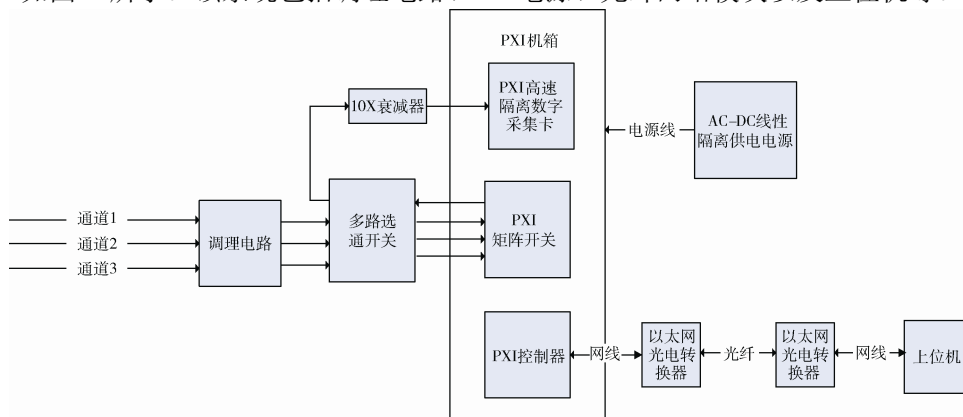 PXI机箱
PXI高速
隔离数字
采集卡
10X衰减器
AC-DC线性
隔离供电电源
电源线
通道1
通道2
通道3
调理电路
多路选
通开关
PXI
矩阵开关
PXI控制器
网线
以太网
光电转
换器
光纤
以太网
光电转
换器
网线
上位机